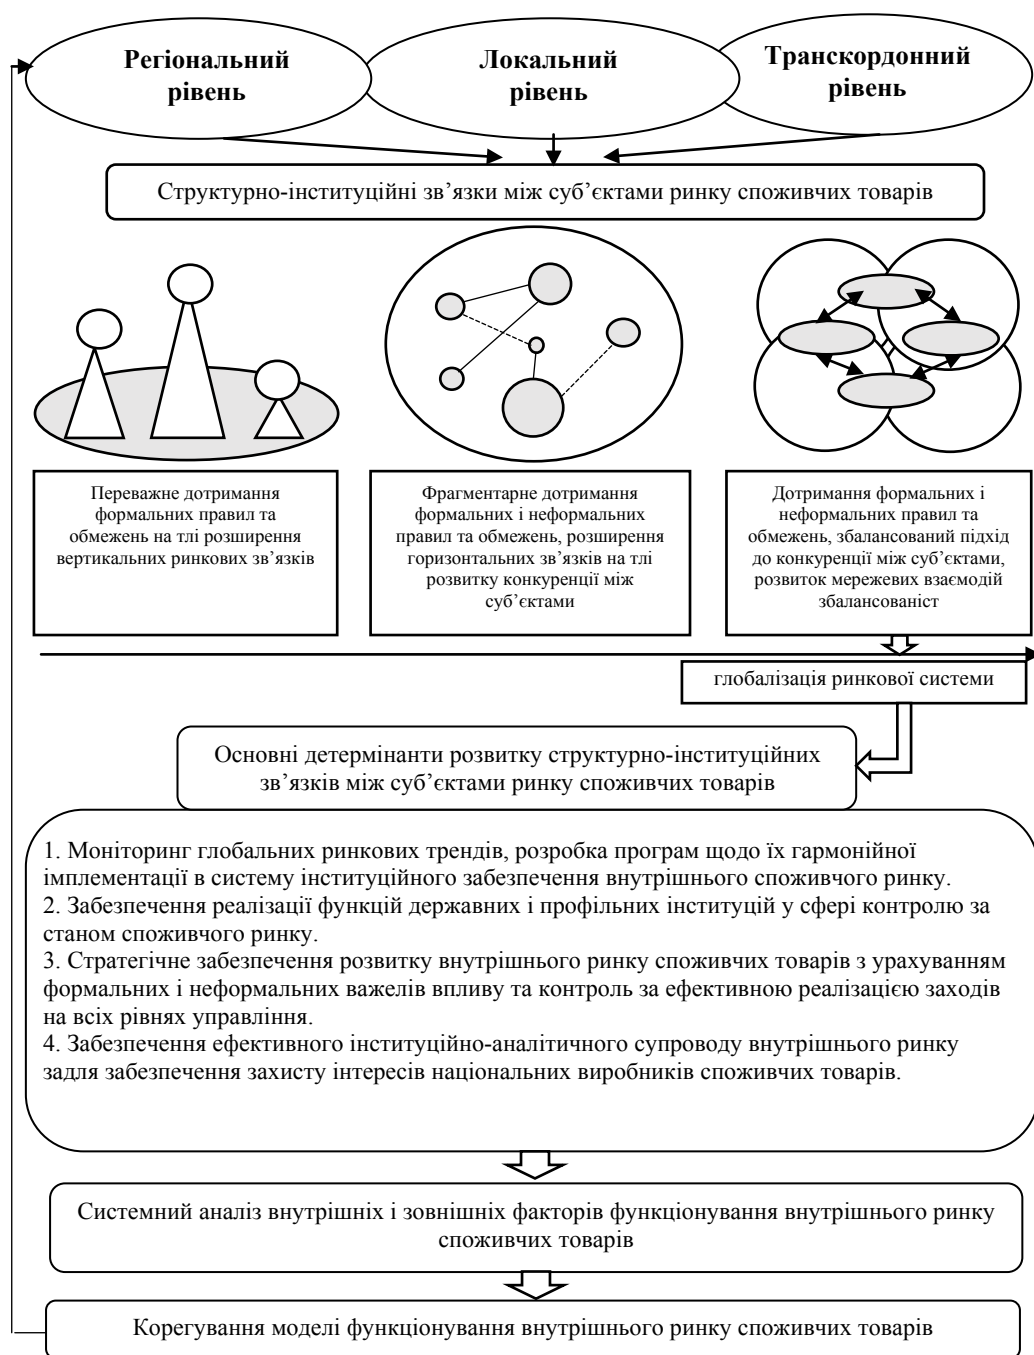 Регіональний
рівень
Локальний
рівень
Транскордонний
рівень
Структурно-інституційні зв’язки між суб’єктами ринку споживчих товарів
Переважне дотримання
формальних правил та
обмежень на тлі розширення
вертикальних ринкових зв’язків
Фрагментарне дотримання
формальних і неформальних
правил та обмежень, розширення
горизонтальних зв’язків на тлі
розвитку конкуренції між
суб’єктами
Дотримання формальних і
неформальних правил та
обмежень, збалансований підхід
до конкуренції між суб’єктами,
розвиток мережевих взаємодій
збалансованіст
глобалізація ринкової системи
Основні детермінанти розвитку структурно-інституційних
зв’язків між суб’єктами ринку споживчих товарів
1. Моніторинг глобальних ринкових трендів, розробка програм щодо їх гармонійної
імплементації в систему інституційного забезпечення внутрішнього споживчого ринку.
2. Забезпечення реалізації функцій державних і профільних інституцій у сфері контролю за
станом споживчого ринку.
3. Стратегічне забезпечення розвитку внутрішнього ринку споживчих товарів з урахуванням
формальних і неформальних важелів впливу та контроль за ефективною реалізацією заходів
на всіх рівнях управління.
4. Забезпечення ефективного інституційно-аналітичного супроводу внутрішнього ринку
задля забезпечення захисту інтересів національних виробників споживчих товарів.
Системний аналіз внутрішніх і зовнішніх факторів функціонування внутрішнього ринку
споживчих товарів
Корегування моделі функціонування внутрішнього ринку споживчих товарів